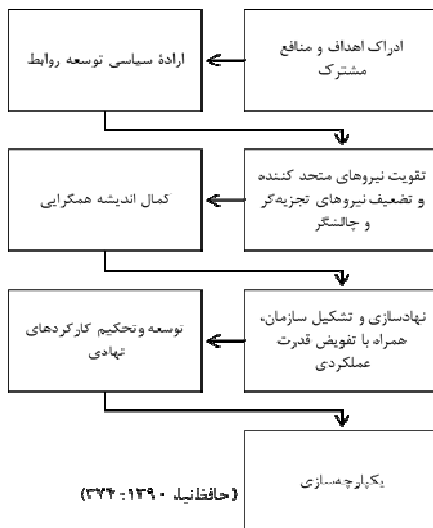 ادراک اهداف و منافع
مشترک
ارادة سیاسی توسعه روابط
تقویت نیروهای متحد کننده
و تضعیف نیروهای تجزیه‌گر
و چالشگر
کمال اندیشه همگرایی
نهادسازی و تشکیل سازمان،
همراه با تفویض قدرت
عملکردی
توسعه وتحکیم کارکردهای
نهادی
یکپارچه‌سازی
(حافظ‌نیا، ۱۳۹۰: ۳۷۴)